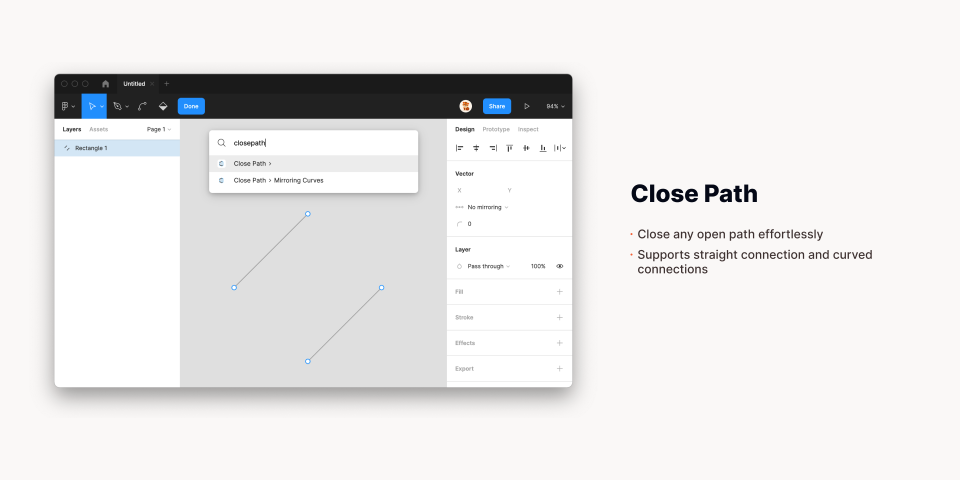 Untitled
Done
Share
94%
Layers
Assets
Page 1
Rectangle 1
closepath
Close Path >
Close Path > Mirroring Curves
Design
Prototype
Inspect
Vector
X
Y
No mirroring
0
Layer
Pass through
100%
Fill
Stroke
Effects
Export
Close Path
· Close any open path effortlessly
· Supports straight connection and curved
connections